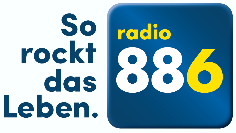 So
rockt
das
Leben.
radio
886